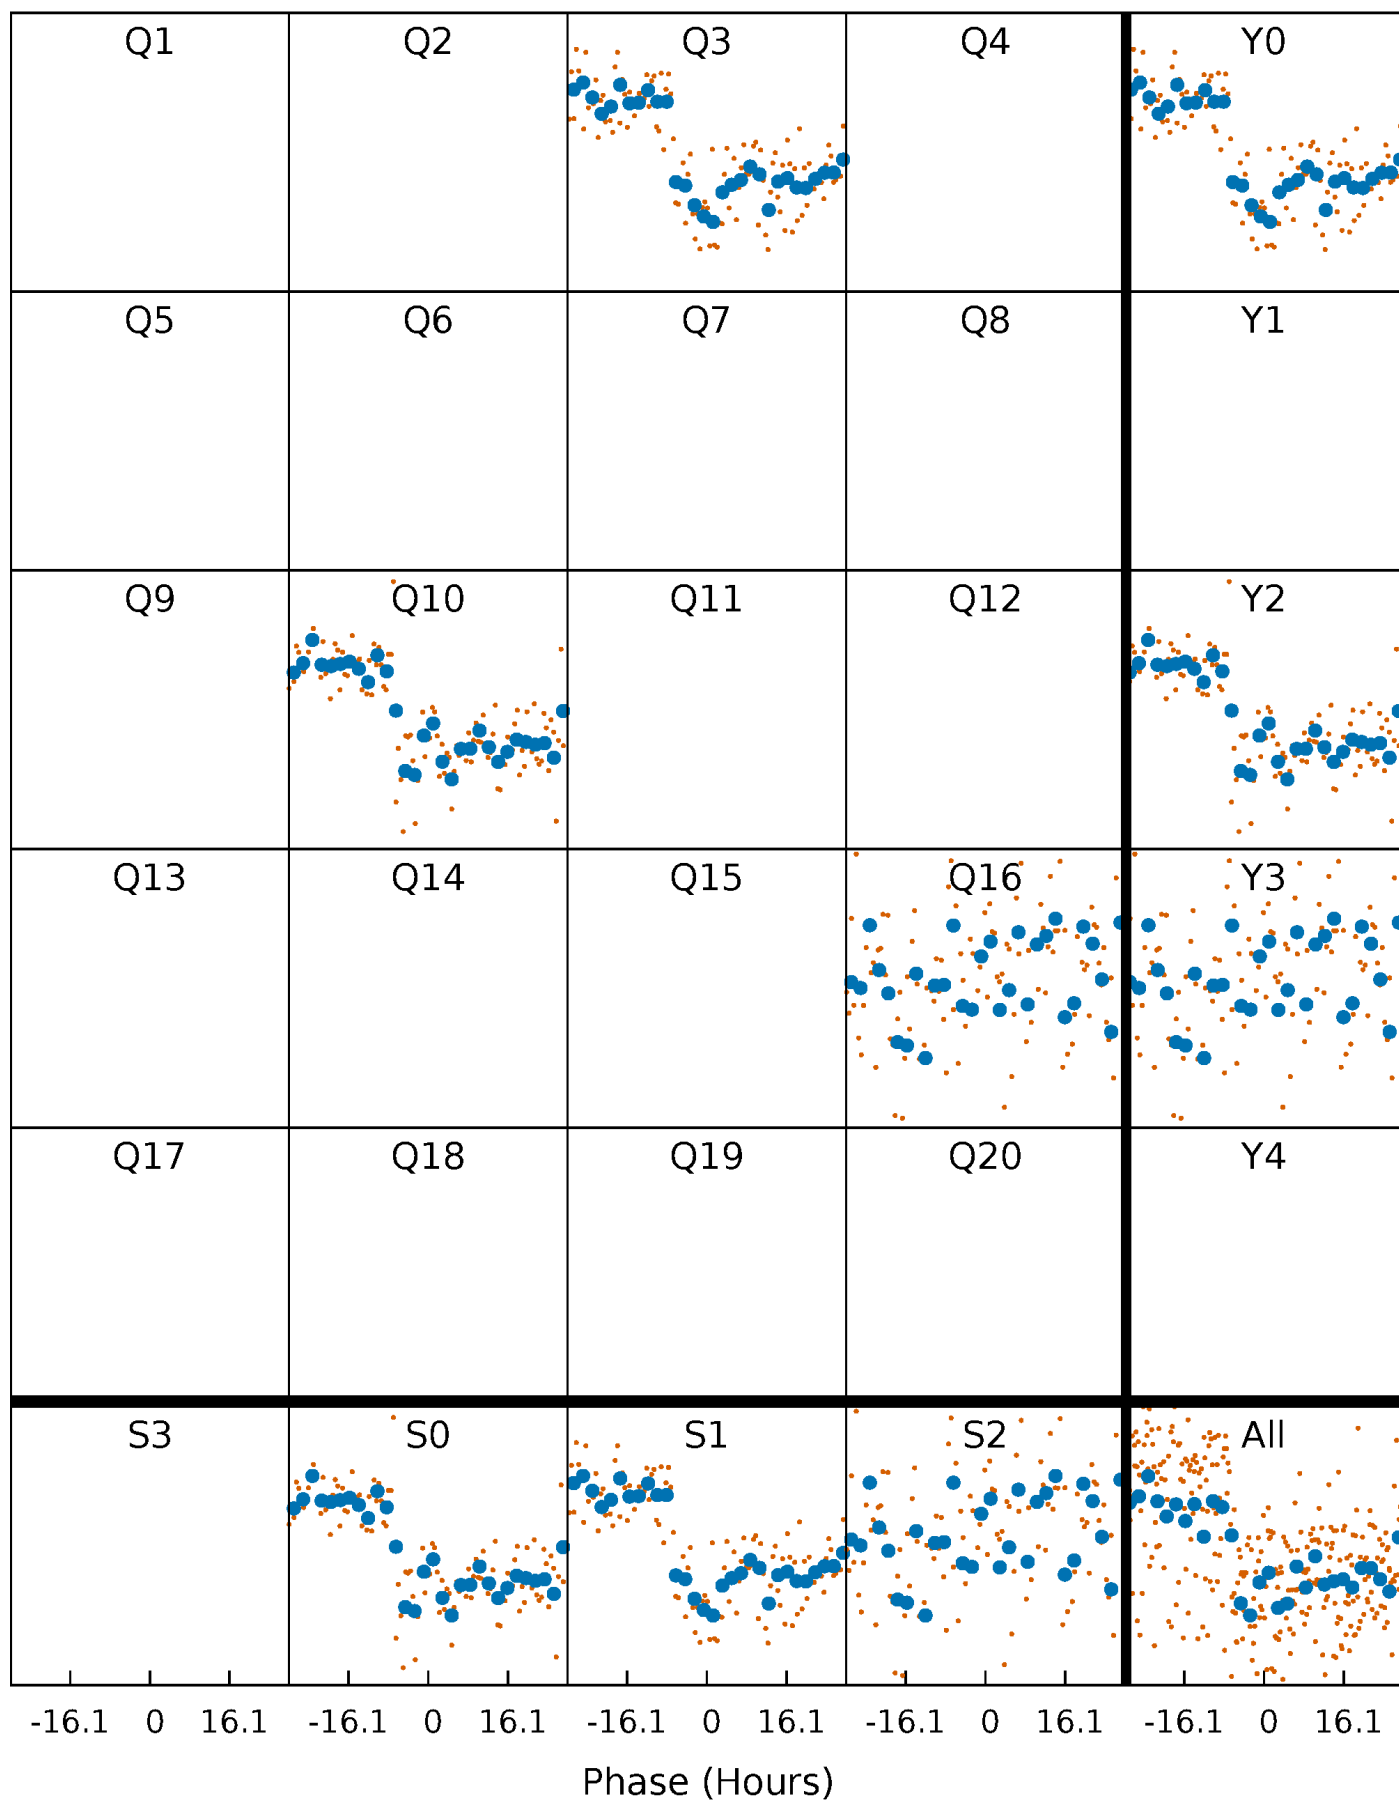 Q1 Q2 Q3 Q4 Y0
Q5 Q6 Q7 Q8 Y1
Q9 Q10 Q11 Q12 Y2
Q13 Q14 Q15 Q16 Y3
Q17 Q18 Q19 Q20 Y4
S3 S0 S1 S2 All
-16.1 0 16.1 -16.1 0 16.1 -16.1 0 16.1 -16.1 0 16.1 -16.1 0 16.1
Phase (Hours)